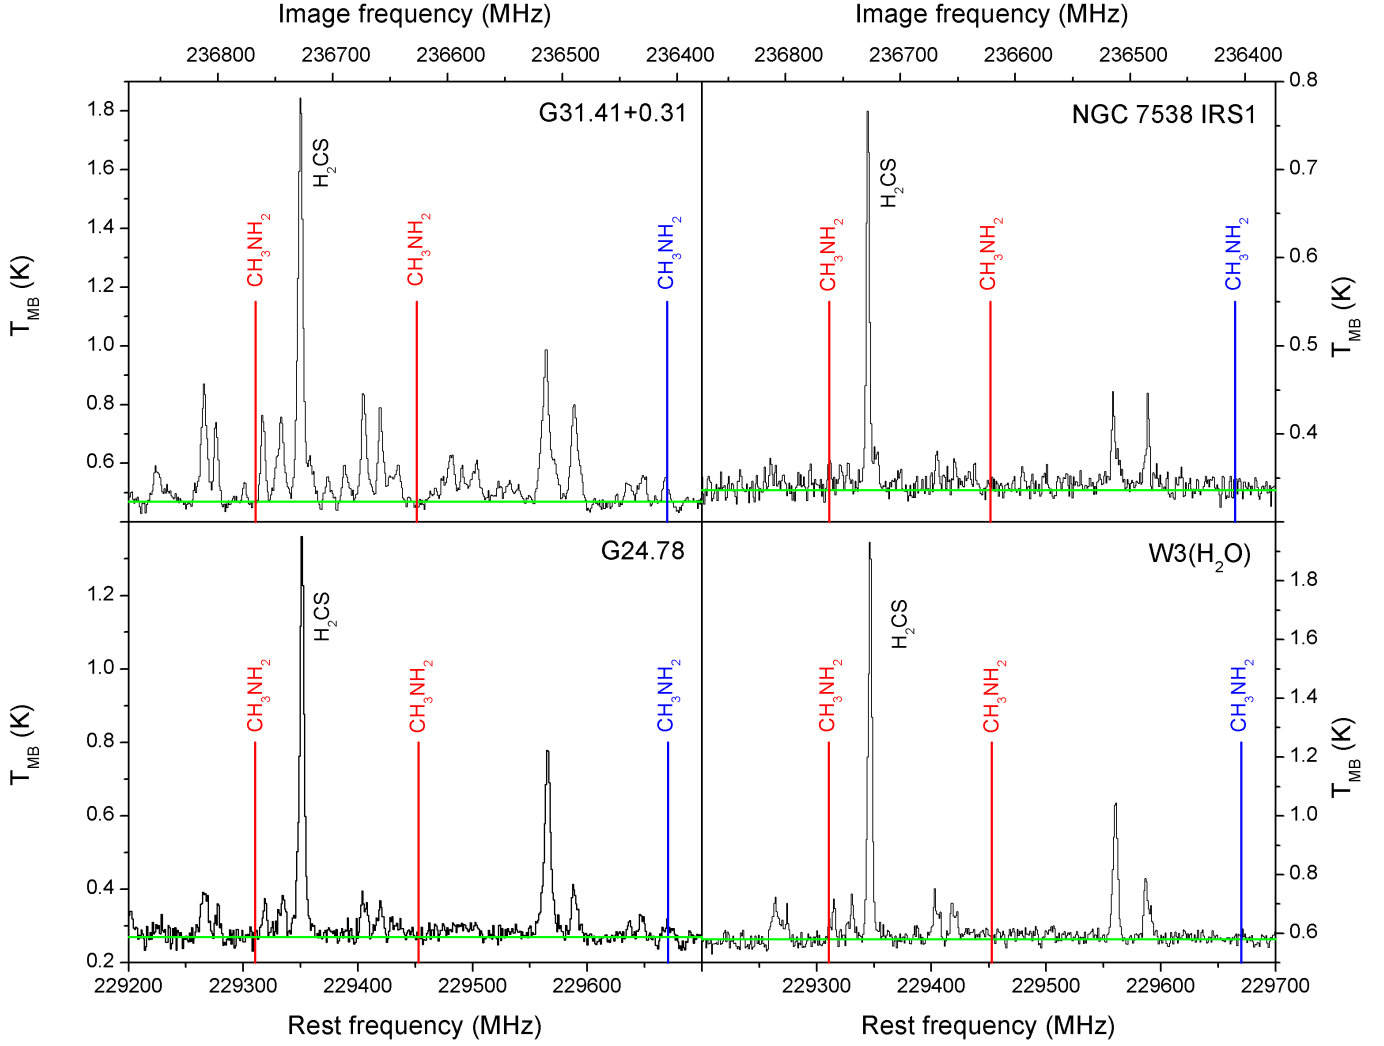 Image frequency (MHz) Image frequency (MHz)
236800 236700 236600 236500 236400 236800 236700 236600 236500 236400
G31.41+0.31
1.8
1.6
1.4
1.2
1.0
0.8
0.6
T_MB (K)
H₂CS
CH₃NH₂
CH₃NH₂
CH₃NH₂
NGC 7538 IRS1
0.8
0.7
0.6
0.5
0.4
T_MB (K)
H₂CS
CH₃NH₂
CH₃NH₂
CH₃NH₂
G24.78
1.2
1.0
0.8
0.6
0.4
0.2
T_MB (K)
H₂CS
CH₃NH₂
CH₃NH₂
CH₃NH₂
W3(H₂O)
1.8
1.6
1.4
1.2
1.0
0.8
0.6
T_MB (K)
H₂CS
CH₃NH₂
CH₃NH₂
CH₃NH₂
229200 229300 229400 229500 229600 229300 229400 229500 229600 229700
Rest frequency (MHz) Rest frequency (MHz)